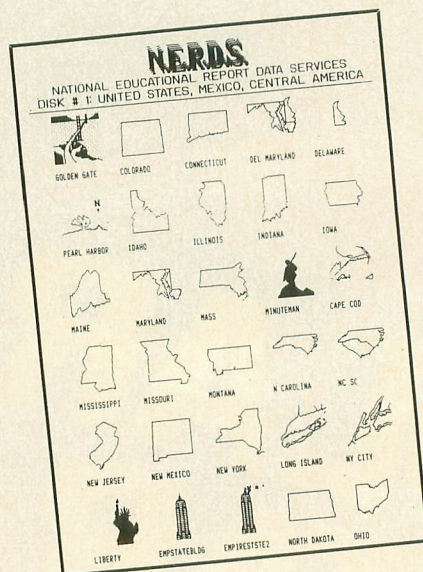 N.E.R.D.S.
NATIONAL EDUCATIONAL REPORT DATA SERVICES
DISK # 1: UNITED STATES, MEXICO, CENTRAL AMERICA
GOLDEN GATE COLORADO CONNECTICUT DEL MARYLAND DELAWARE
N
PEARL HARBOR IDAHO ILLINOIS INDIANA IOWA
MAINE MARYLAND MASS MINUTEMAN CAPE COD
MISSISSIPPI MISSOURI MONTANA N CAROLINA NC SC
NEW JERSEY NEW MEXICO NEW YORK LONG ISLAND NY CITY
LIBERTY EMPSTATEBLDG EMPIRESTSTE2 NORTH DAKOTA OHIO